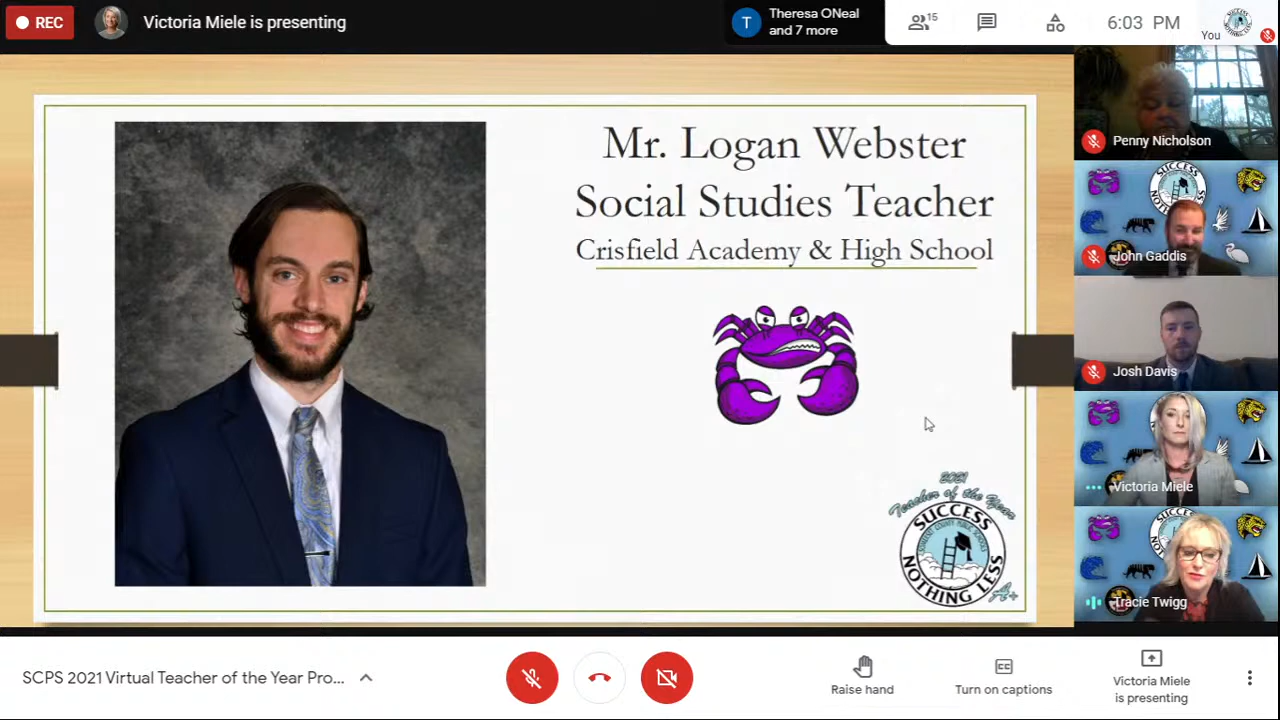 REC
Victoria Miele is presenting
T
Theresa ONeal
and 7 more
15
6:03 PM
You
Mr. Logan Webster
Social Studies Teacher
Crisfield Academy & High School
2021
Teacher of the Year
SUCCESS
NOTHING LESS
A+
Penny Nicholson
SUCCESS
John Gaddis
Josh Davis
Victoria Miele
Tracie Twigg
SCPS 2021 Virtual Teacher of the Year Pro...
Raise hand
CC
Turn on captions
Victoria Miele
is presenting